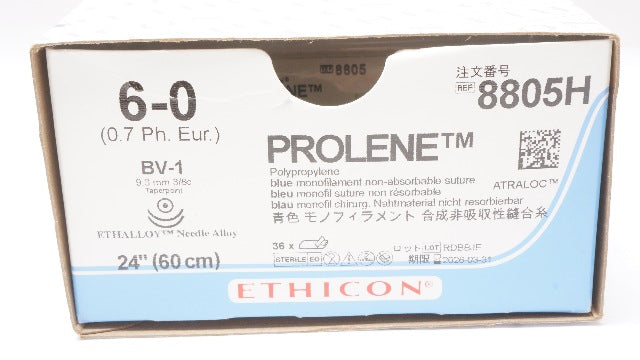 8805
NE™
6-0
(0.7 Ph. Eur.)
BV-1
9.3 mm 3/8c
Taperpoint
ETHALLOY™ Needle Alloy
24" (60 cm)
注文番号
REF 8805H
PROLENE™
Polypropylene
blue monofilament non-absorbable suture
bleu monofil suture non résorbable
blau monofil chirurg. Nahtmaterial nicht resorbierbar
青色 モノフィラメント 合成非吸収性縫合糸
ATRALOC™
36 x
STERILE EO
ロット LOT
期限 2026-03-31
ETHICON®